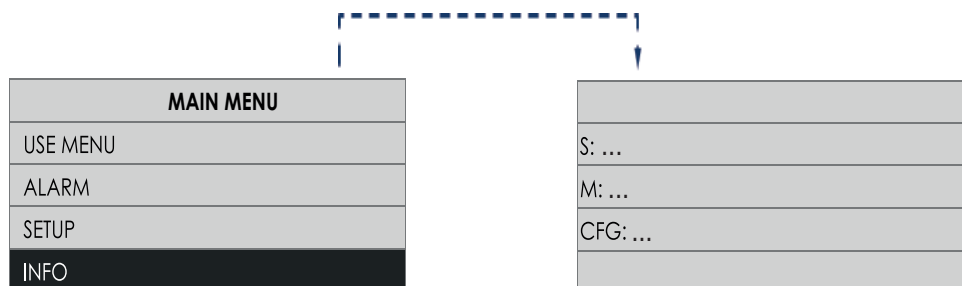 MAIN MENU
USE MENU
ALARM
SETUP
INFO
S: ...
M: ...
CFG: ...